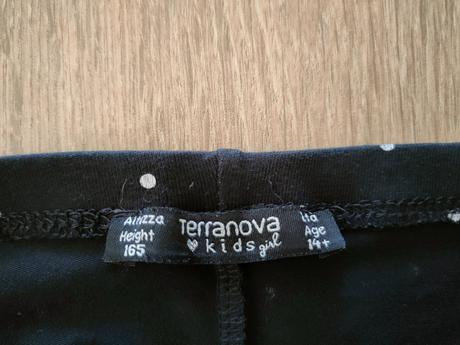 Altezza
Height
165
Terranova
kids girl
Età
Age
14+